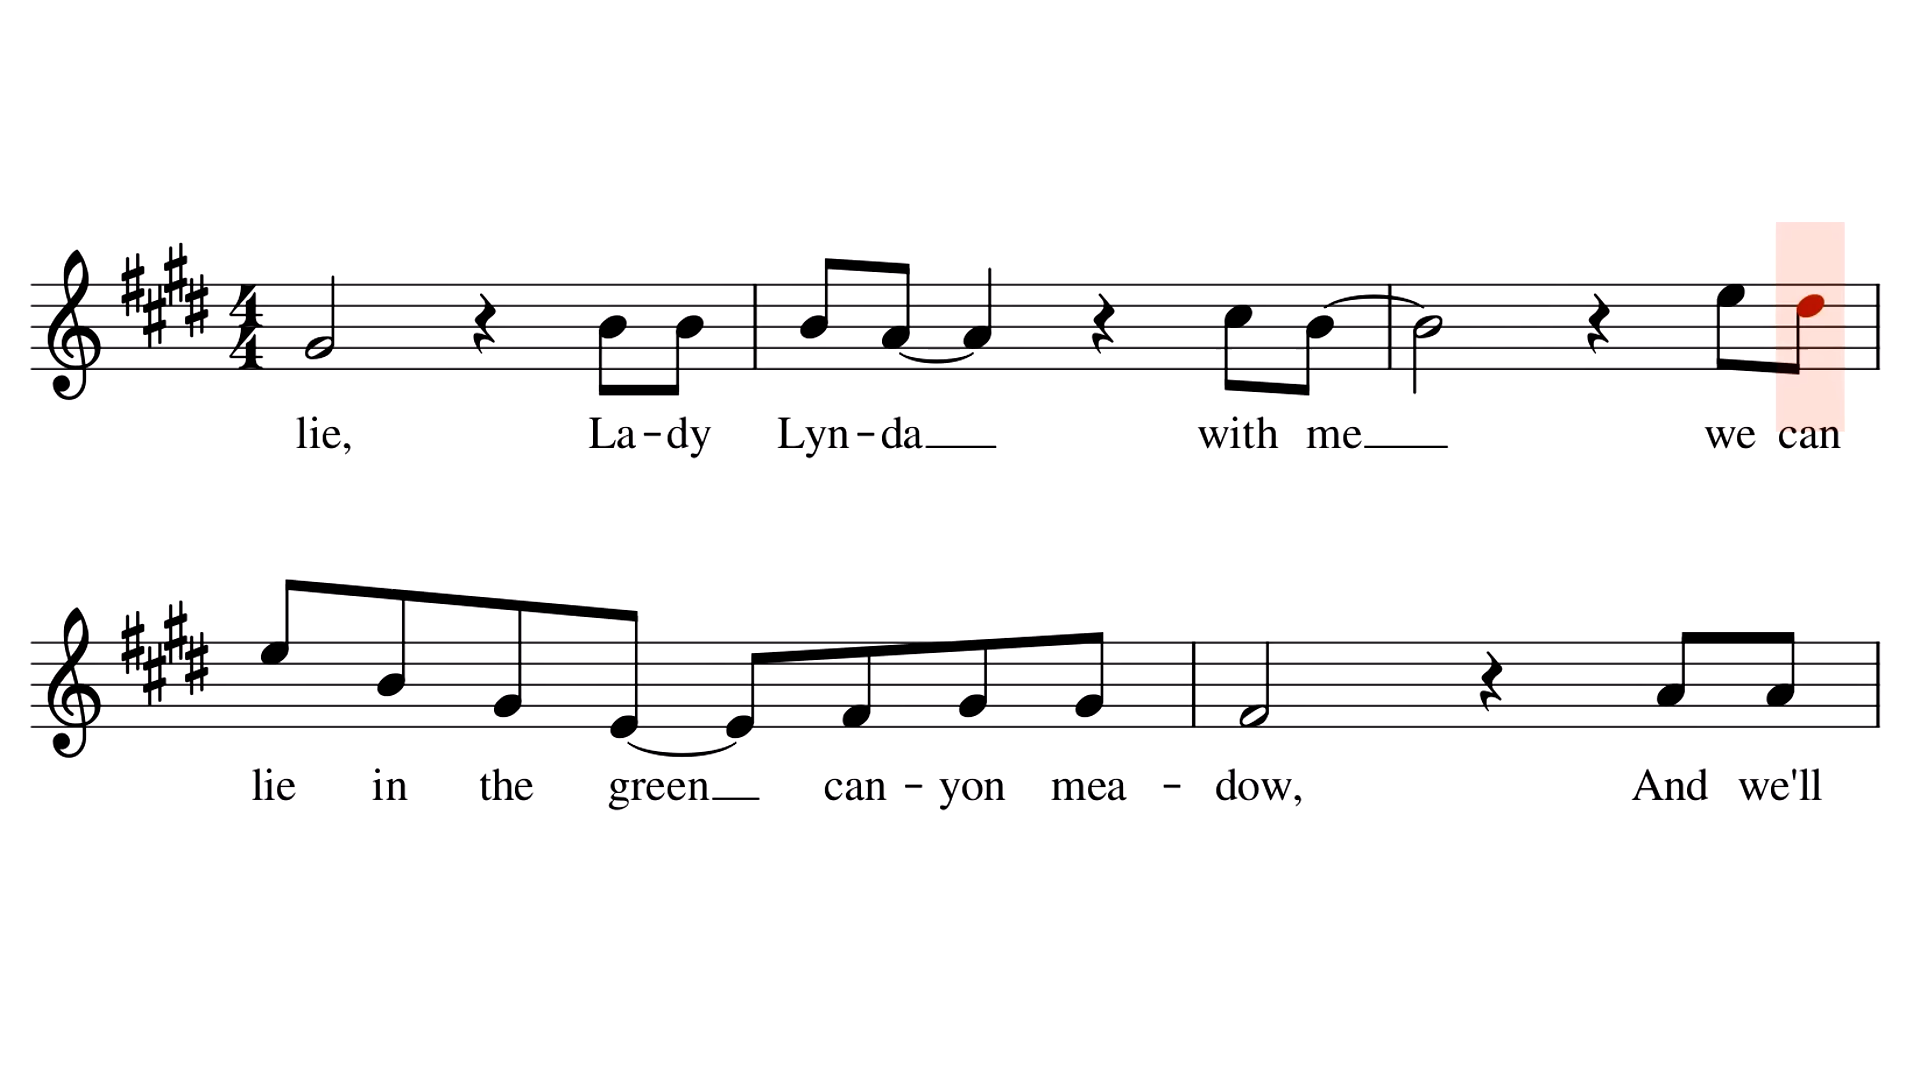 lie, La-dy Lyn-da with me we can
lie in the green can-yon mea-dow, And we'll